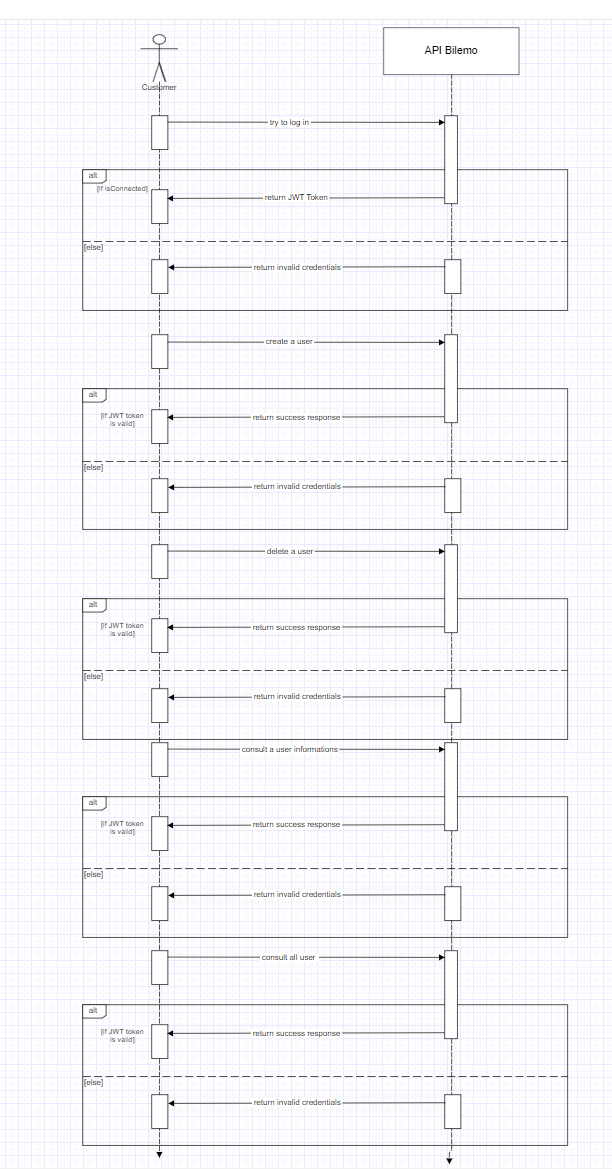 API Bilemo
Customer
try to log in
alt
[if isConnected]
return JWT Token
[else]
return invalid credentials
create a user
alt
[if JWT token
is valid]
return success response
[else]
return invalid credentials
delete a user
alt
[if JWT token
is valid]
return success response
[else]
return invalid credentials
consult a user informations
alt
[if JWT token
is valid]
return success response
[else]
return invalid credentials
consult all user
alt
[if JWT token
is valid]
return success response
[else]
return invalid credentials